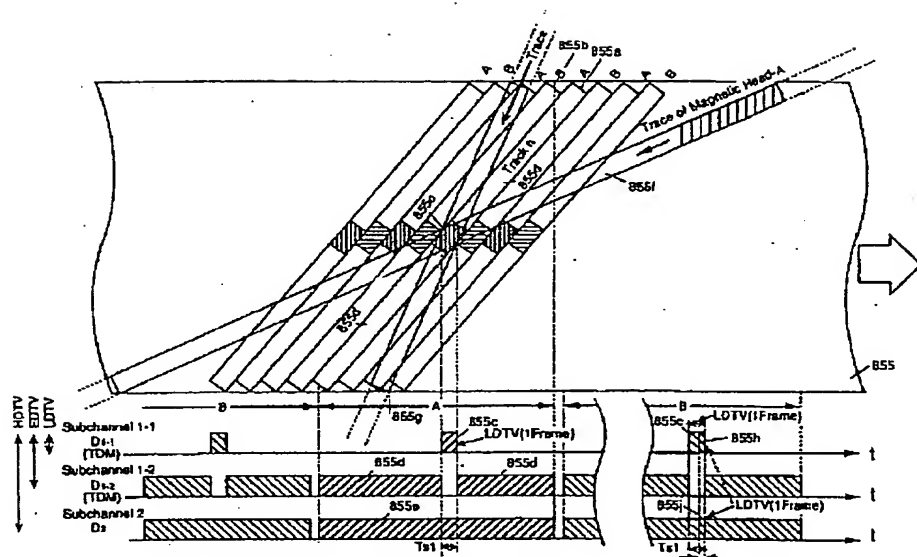 855b
855a
Trace
A
B
A
B
A
B
A
B
Trace of Magnetic Head-A
Track A
855d
855f
855d
855
855g
HDTV
EDTV
LDTV
B
A
B
Subchannel 1-1
D1-1
(TDM)
855c
LDTV(1Frame)
LDTV(1Frame)
855h
t
Subchannel 1-2
D1-2
(TDM)
855d
855d
LDTV(1Frame)
t
Subchannel 2
D2
855e
855j
t
Ts1
Ts1